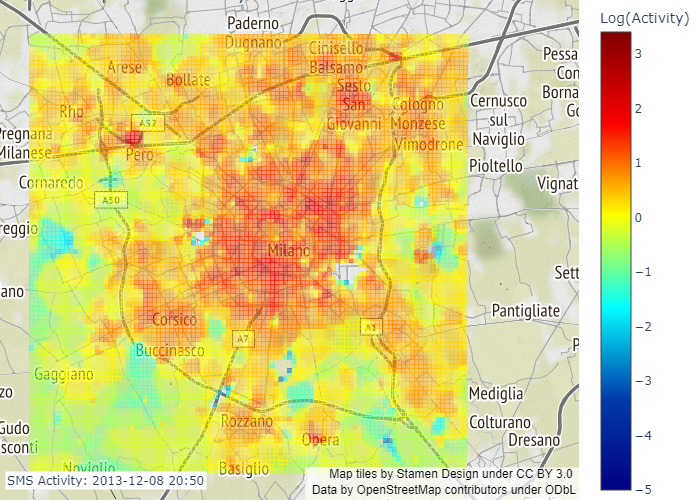 Log(Activity)
3
2
1
0
−1
−2
−3
−4
−5
Paderno
Dugnano
Cinisello
Balsamo
Pessa
Con
Borna
Go
Arese
Bollate
Sesto
San
Giovanni
Rho
A52
Cologno
Monzese
Cernusco
sul
Naviglio
Pregnana
Milanese
Pero
Vimodrone
Pioltello
Cornaredo
Vignat
A50
reggio
Milano
Sett
ano
Corsico
Pantigliate
A7
A1
Buccinasco
P
Gaggiano
zo
Mediglia
Rozzano
Colturano
Gudo
Opera
Dresano
sconti
Noviglio
Basiglio
SMS Activity: 2013-12-08 20:50
Map tiles by Stamen Design under CC BY 3.0
Data by OpenStreetMap contributors under ODbL